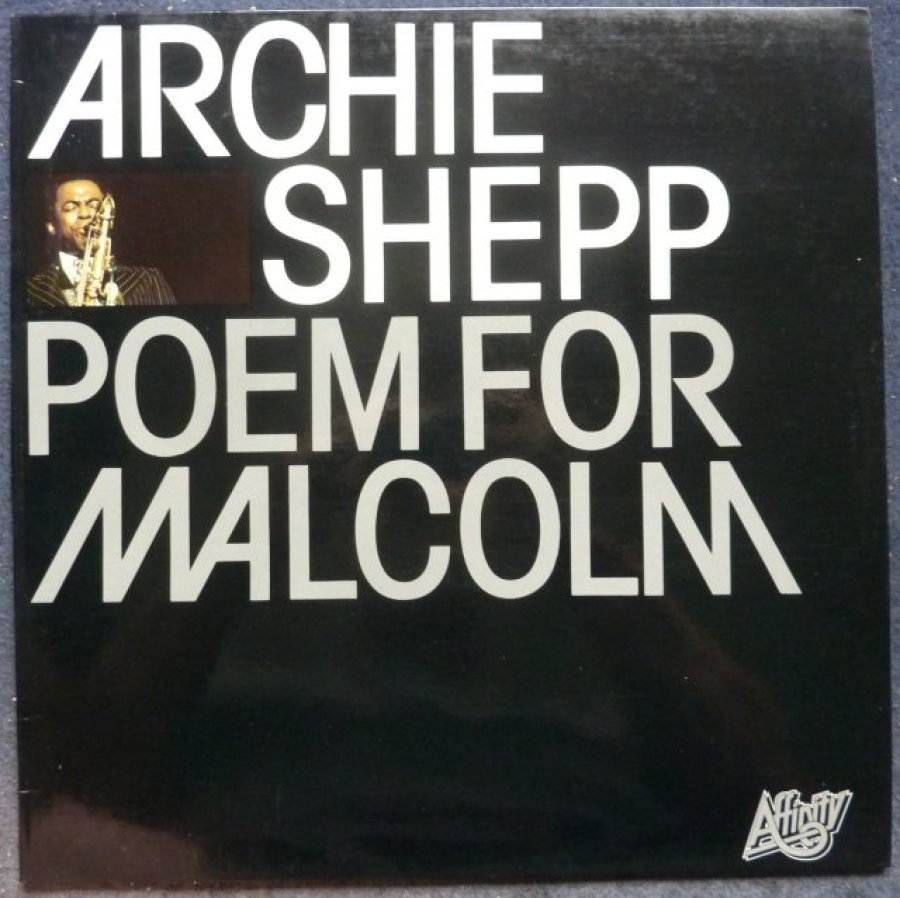 ARCHIE
SHEPP
POEM FOR
MALCOLM
Affinity